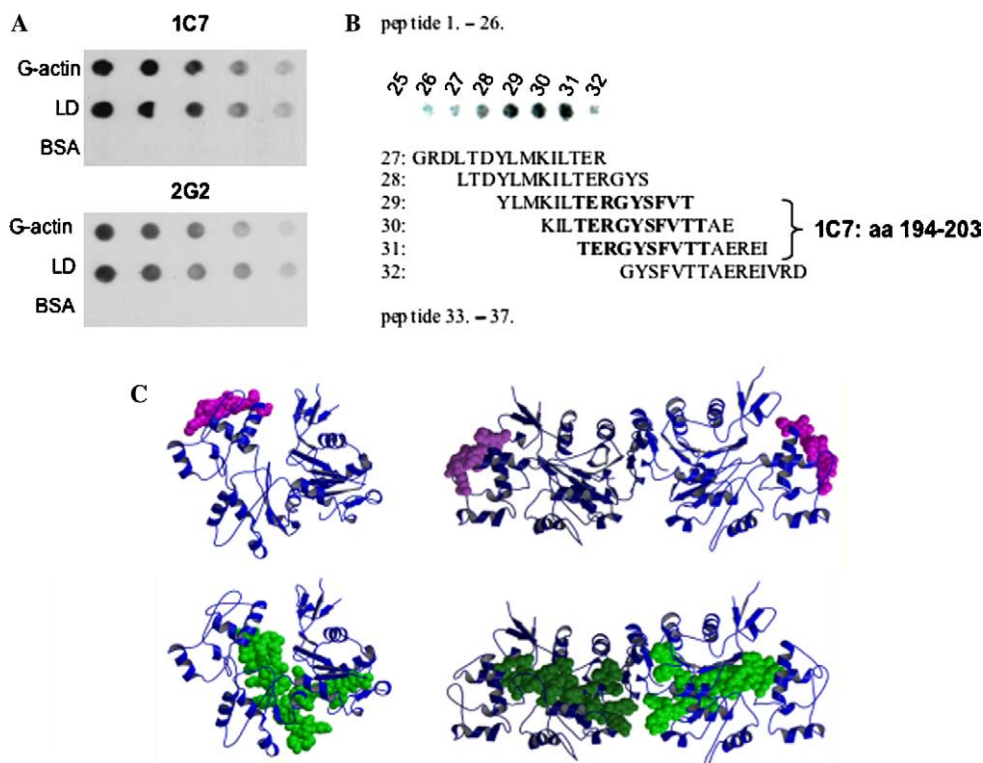 A
1C7
G-actin
LD
BSA
2G2
G-actin
LD
BSA
B
peptide 1. - 26.
25 26 27 28 29 30 31 32
27: GRDLTDYLMKILTER
28: LTDYLMKILTERGYS
29: YLMKILTERGYSFVT
30: KILTERGYSFVTTAE
31: TERGYSFVTTAEREI
32: GYSFVTTAEREIVRD
1C7: aa 194-203
peptide 33. - 37.
C